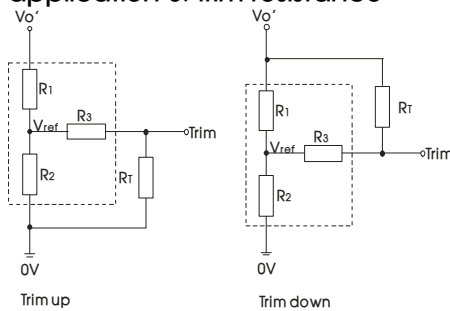 application of Trim resistance
Vo' Vo'
R1 R1
RT
Vref R3 Trim Vref R3 Trim
R2 RT R2
0V 0V
Trim up Trim down